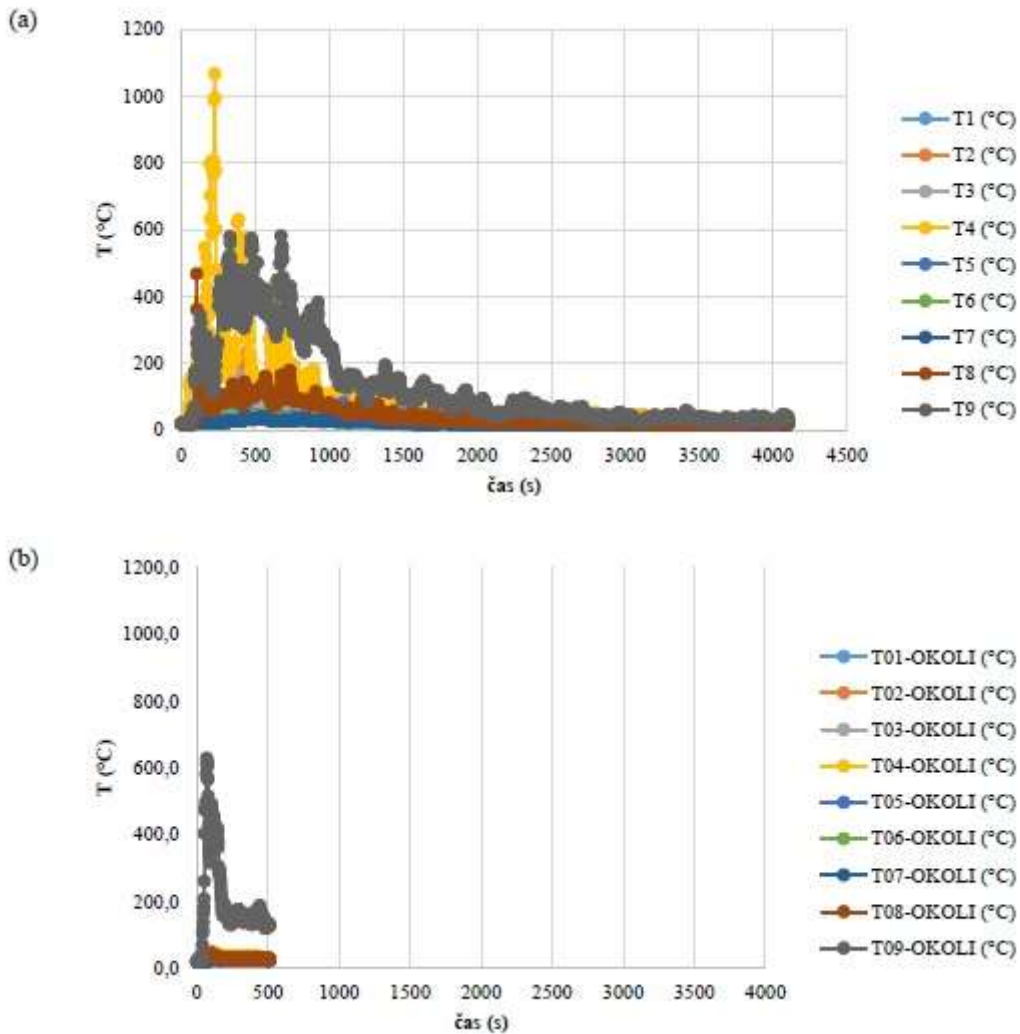 (a)
1200
1000
800
600
400
200
0
T (°C)
0 500 1000 1500 2000 2500 3000 3500 4000 4500
čas (s)
T1 (°C)
T2 (°C)
T3 (°C)
T4 (°C)
T5 (°C)
T6 (°C)
T7 (°C)
T8 (°C)
T9 (°C)
(b)
1200,0
1000,0
800,0
600,0
400,0
200,0
0,0
T (°C)
0 500 1000 1500 2000 2500 3000 3500 4000
čas (s)
T01-OKOLI (°C)
T02-OKOLI (°C)
T03-OKOLI (°C)
T04-OKOLI (°C)
T05-OKOLI (°C)
T06-OKOLI (°C)
T07-OKOLI (°C)
T08-OKOLI (°C)
T09-OKOLI (°C)